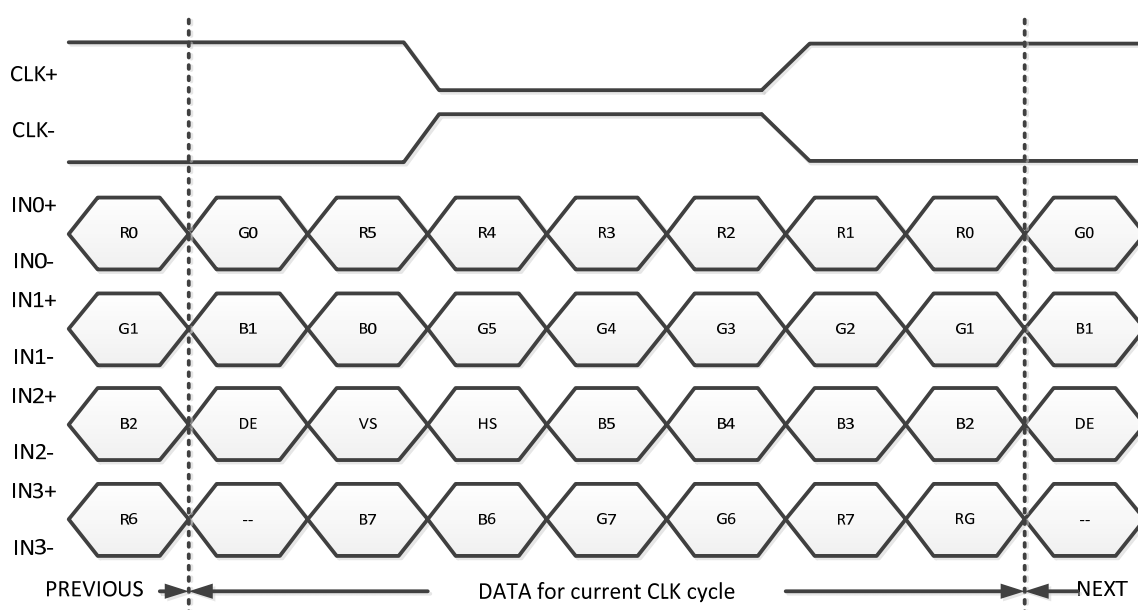 CLK+
CLK-
IN0+
R0 G0 R5 R4 R3 R2 R1 R0 G0
IN0-
IN1+
G1 B1 B0 G5 G4 G3 G2 G1 B1
IN1-
IN2+
B2 DE VS HS B5 B4 B3 B2 DE
IN2-
IN3+
R6 -- B7 B6 G7 G6 R7 RG --
IN3-
PREVIOUS DATA for current CLK cycle NEXT